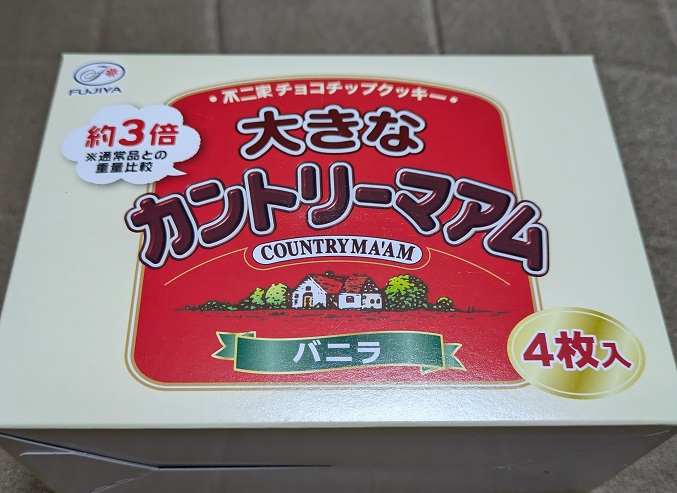 FUJIYA
・不二家 チョコチップクッキー・
約3倍
※通常品との
重量比較
大きな
カントリーマアム
COUNTRY MA'AM
バニラ
4枚入